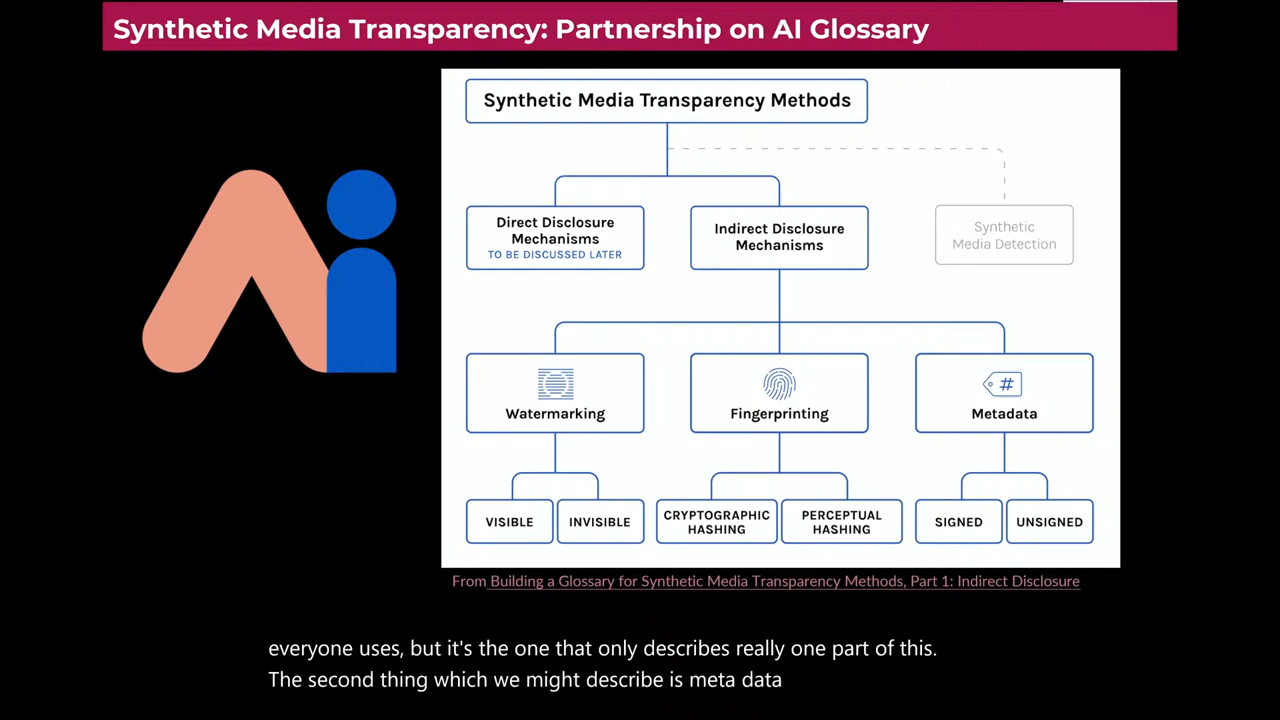 Synthetic Media Transparency: Partnership on AI Glossary
Synthetic Media Transparency Methods
Direct Disclosure
Mechanisms
TO BE DISCUSSED LATER
Indirect Disclosure
Mechanisms
Synthetic
Media Detection
Watermarking
#
Fingerprinting
Metadata
VISIBLE
INVISIBLE
CRYPTOGRAPHIC
HASHING
PERCEPTUAL
HASHING
SIGNED
UNSIGNED
From Building a Glossary for Synthetic Media Transparency Methods, Part 1: Indirect Disclosure
everyone uses, but it's the one that only describes really one part of this.
The second thing which we might describe is meta data